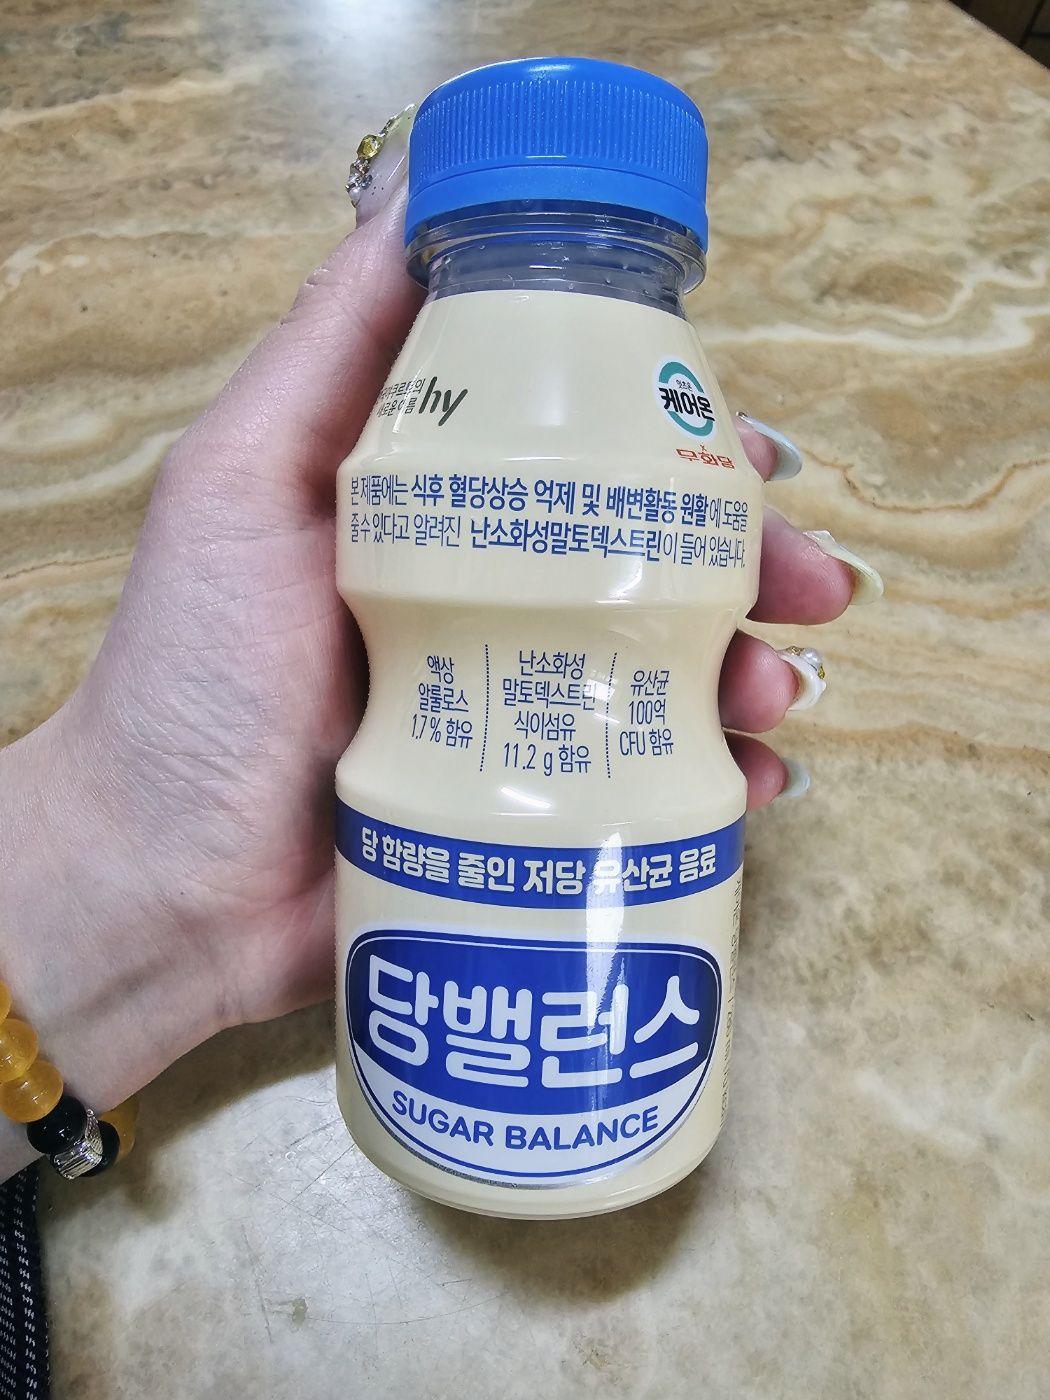 hy
잇츠온
케어온
X
무화당
본 제품에는 식후 혈당상승 억제 및 배변활동 원활에 도움을
줄 수 있다고 알려진 난소화성말토덱스트린이 들어 있습니다.
액상
알룰로스
1.7% 함유
난소화성
말토덱스트린
식이섬유
11.2 g 함유
유산균
100억
CFU 함유
당 함량을 줄인 저당 유산균 음료
당밸런스
SUGAR BALANCE